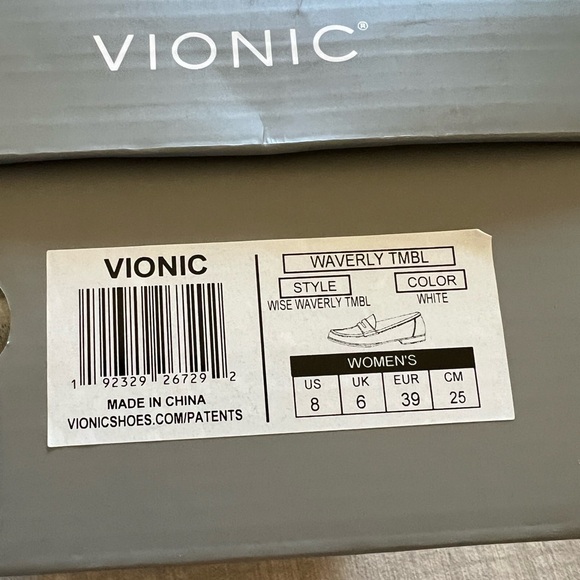 VIONIC®
VIONIC
1 92329 26729 2
MADE IN CHINA
VIONICSHOES.COM/PATENTS
WAVERLY TMBL
STYLE COLOR
WISE WAVERLY TMBL WHITE
WOMEN'S
US UK EUR CM
8 6 39 25